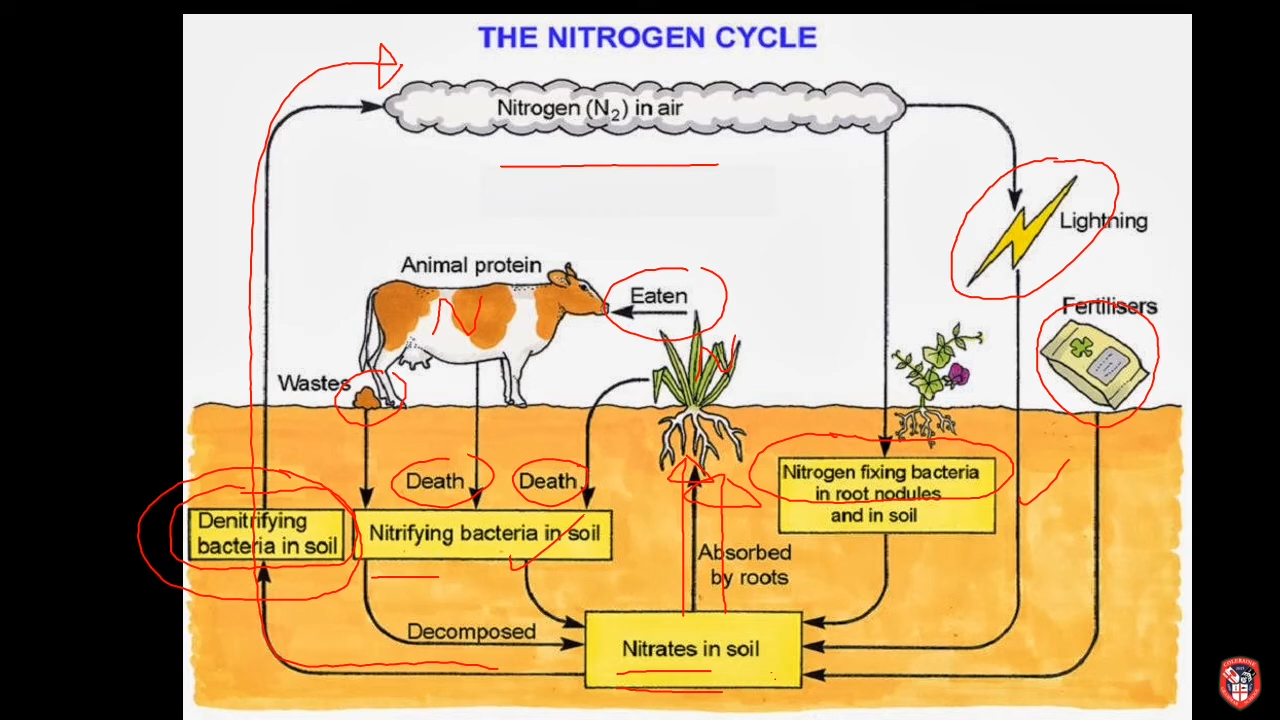 THE NITROGEN CYCLE
Nitrogen (N₂) in air
Lightning
Animal protein
Eaten
Fertilisers
N
N
Wastes
Death
Death
Nitrogen fixing bacteria
in root nodules
and in soil
Denitrifying
bacteria in soil
Nitrifying bacteria in soil
Absorbed
by roots
Decomposed
Nitrates in soil
COLERAINE